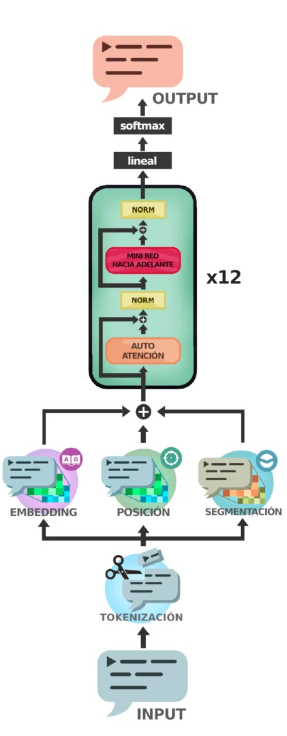 OUTPUT
softmax
lineal
NORM
MINI RED
HACIA ADELANTE
x12
NORM
AUTO
ATENCIÓN
A B
EMBEDDING
POSICIÓN
SEGMENTACIÓN
TOKENIZACIÓN
INPUT